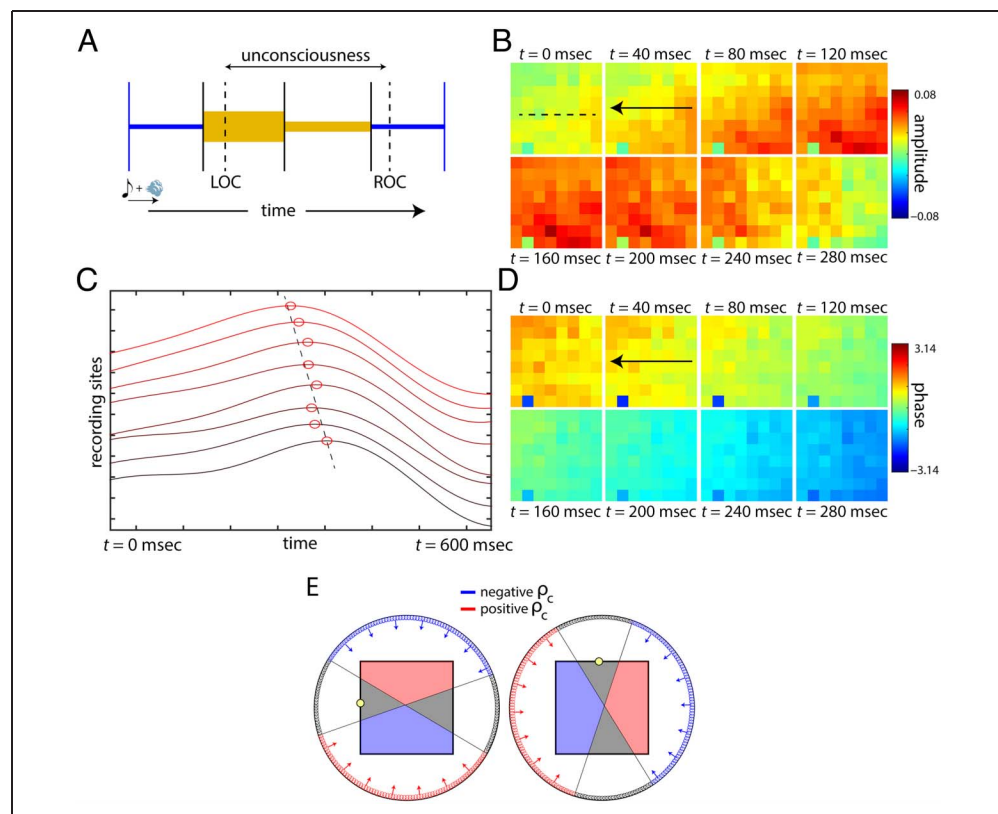 A
unconsciousness
LOC
ROC
+
time
B
t = 0 msec t = 40 msec t = 80 msec t = 120 msec
0.08
amplitude
−0.08
t = 160 msec t = 200 msec t = 240 msec t = 280 msec
C
recording sites
t = 0 msec time t = 600 msec
D
t = 0 msec t = 40 msec t = 80 msec t = 120 msec
3.14
phase
−3.14
t = 160 msec t = 200 msec t = 240 msec t = 280 msec
E
negative ρc
positive ρc